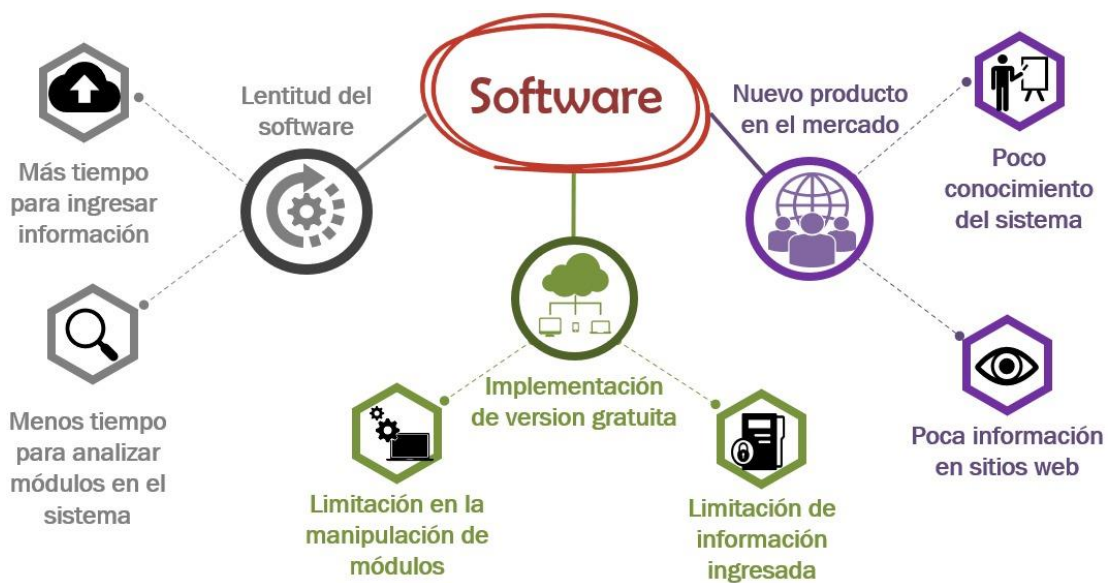 Software
Lentitud del
software
Más tiempo
para ingresar
información
Menos tiempo
para analizar
módulos en el
sistema
Implementación
de version gratuita
Limitación en la
manipulación de
módulos
Limitación de
información
ingresada
Nuevo producto
en el mercado
Poco
conocimiento
del sistema
Poca información
en sitios web